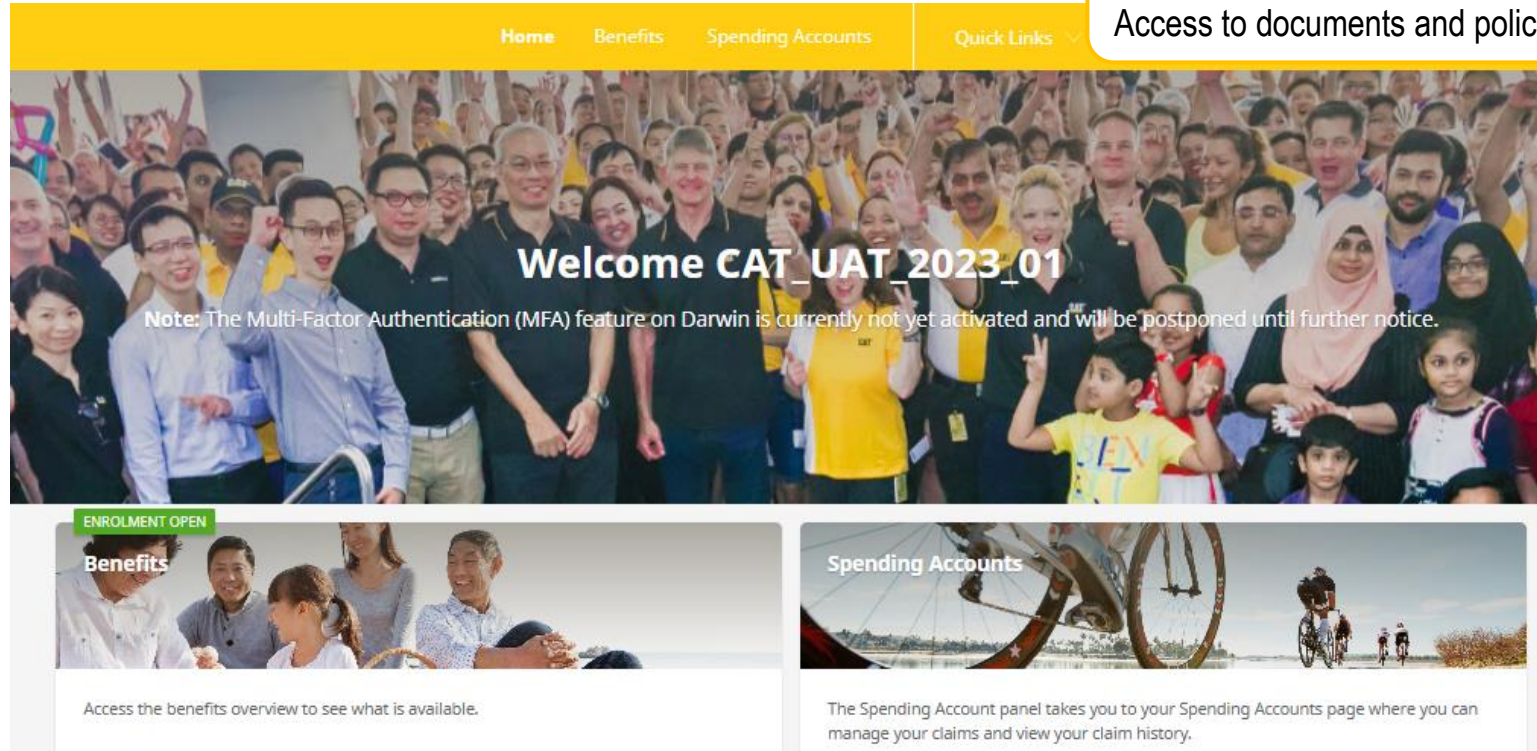 Access to documents and polic
Home Benefits Spending Accounts Quick Links
Welcome CAT_UAT_2023_01
Note: The Multi-Factor Authentication (MFA) feature on Darwin is currently not yet activated and will be postponed until further notice.
CAT
CAT
BEN
ENROLMENT OPEN
Benefits
Spending Accounts
Access the benefits overview to see what is available.
The Spending Account panel takes you to your Spending Accounts page where you can
manage your claims and view your claim history.